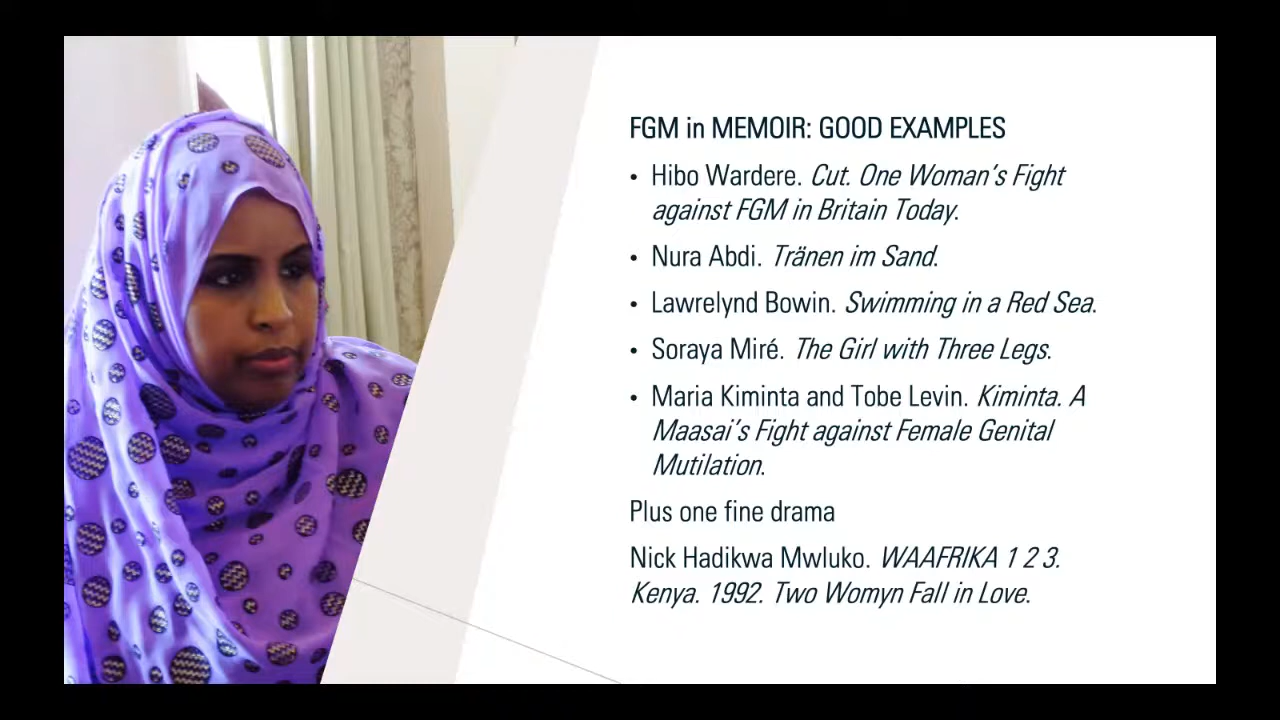 FGM in MEMOIR: GOOD EXAMPLES
• Hibo Wardere. Cut. One Woman's Fight
against FGM in Britain Today.
• Nura Abdi. Tränen im Sand.
• Lawrelynd Bowin. Swimming in a Red Sea.
• Soraya Miré. The Girl with Three Legs.
• Maria Kiminta and Tobe Levin. Kiminta. A
Maasai's Fight against Female Genital
Mutilation.
Plus one fine drama
Nick Hadikwa Mwluko. WAAFRIKA 1 2 3.
Kenya. 1992. Two Womyn Fall in Love.